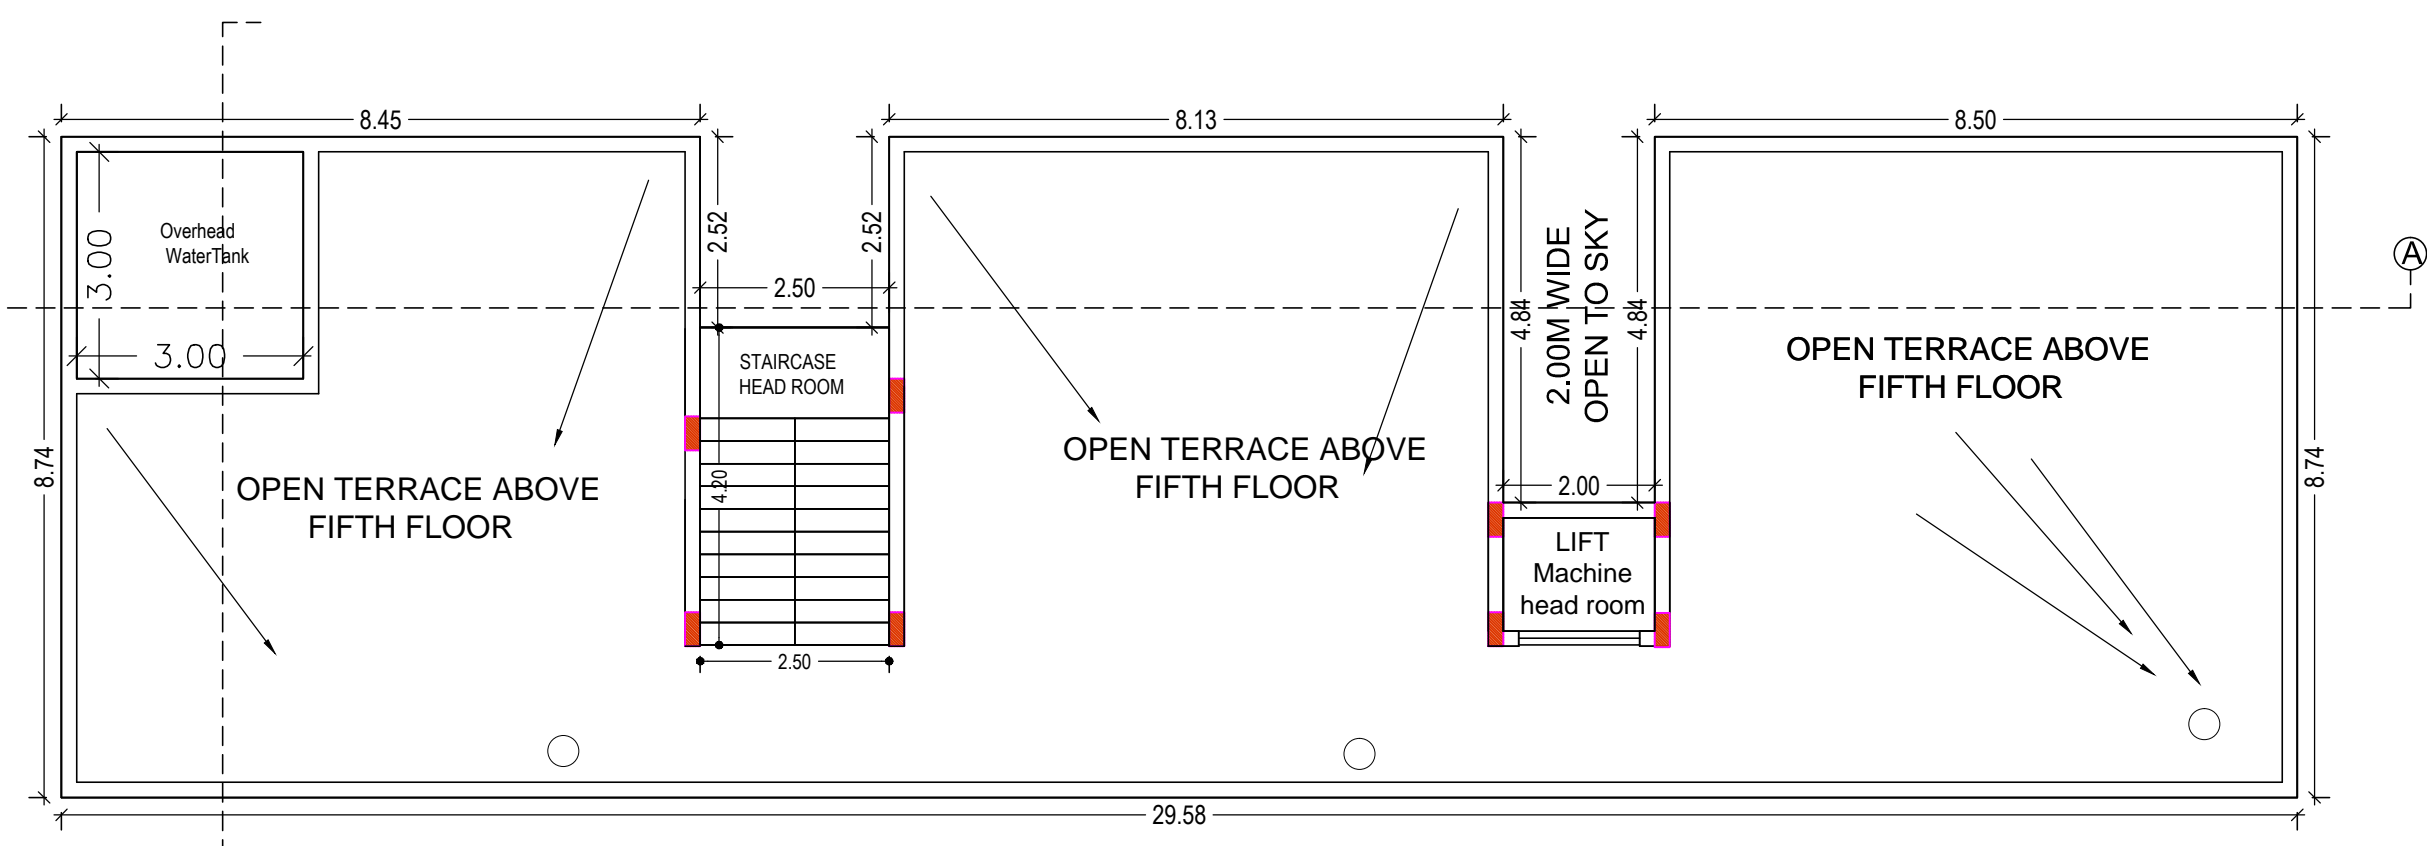 8.45
8.13
8.50
3.00
3.00
Overhead
WaterTank
2.52
2.52
2.50
STAIRCASE
HEAD ROOM
4.20
2.50
4.84
2.00M WIDE
OPEN TO SKY
4.84
A
OPEN TERRACE ABOVE
FIFTH FLOOR
OPEN TERRACE ABOVE
FIFTH FLOOR
OPEN TERRACE ABOVE
FIFTH FLOOR
8.74
2.00
LIFT
Machine
head room
8.74
29.58